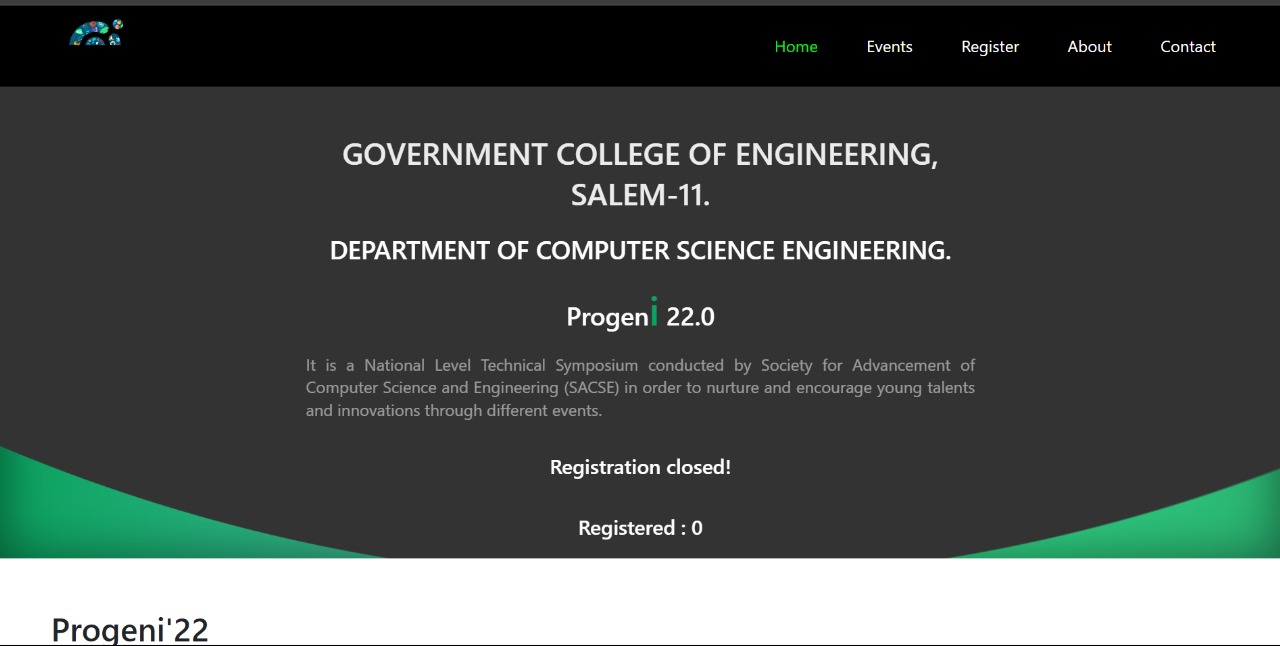 Home Events Register About Contact
GOVERNMENT COLLEGE OF ENGINEERING,
SALEM-11.
DEPARTMENT OF COMPUTER SCIENCE ENGINEERING.
Progeni 22.0
It is a National Level Technical Symposium conducted by Society for Advancement of
Computer Science and Engineering (SACSE) in order to nurture and encourage young talents
and innovations through different events.
Registration closed!
Registered : 0
Progeni'22